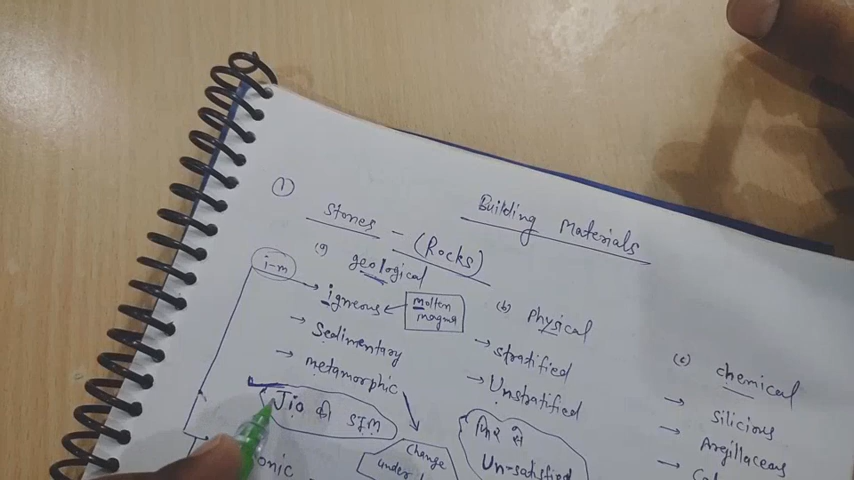 Building Materials
①
Stones - (Rocks)
(a) geological
i-m
→ igneous ← molten
magma
→ Sedimentary
→ metamorphic
Jio की SIM
change
under
(b) Physical
→ stratified
→ Unstratified
फिर से
Un-satisfied
(c) chemical
→ Silicious
→ Argillaceous
→